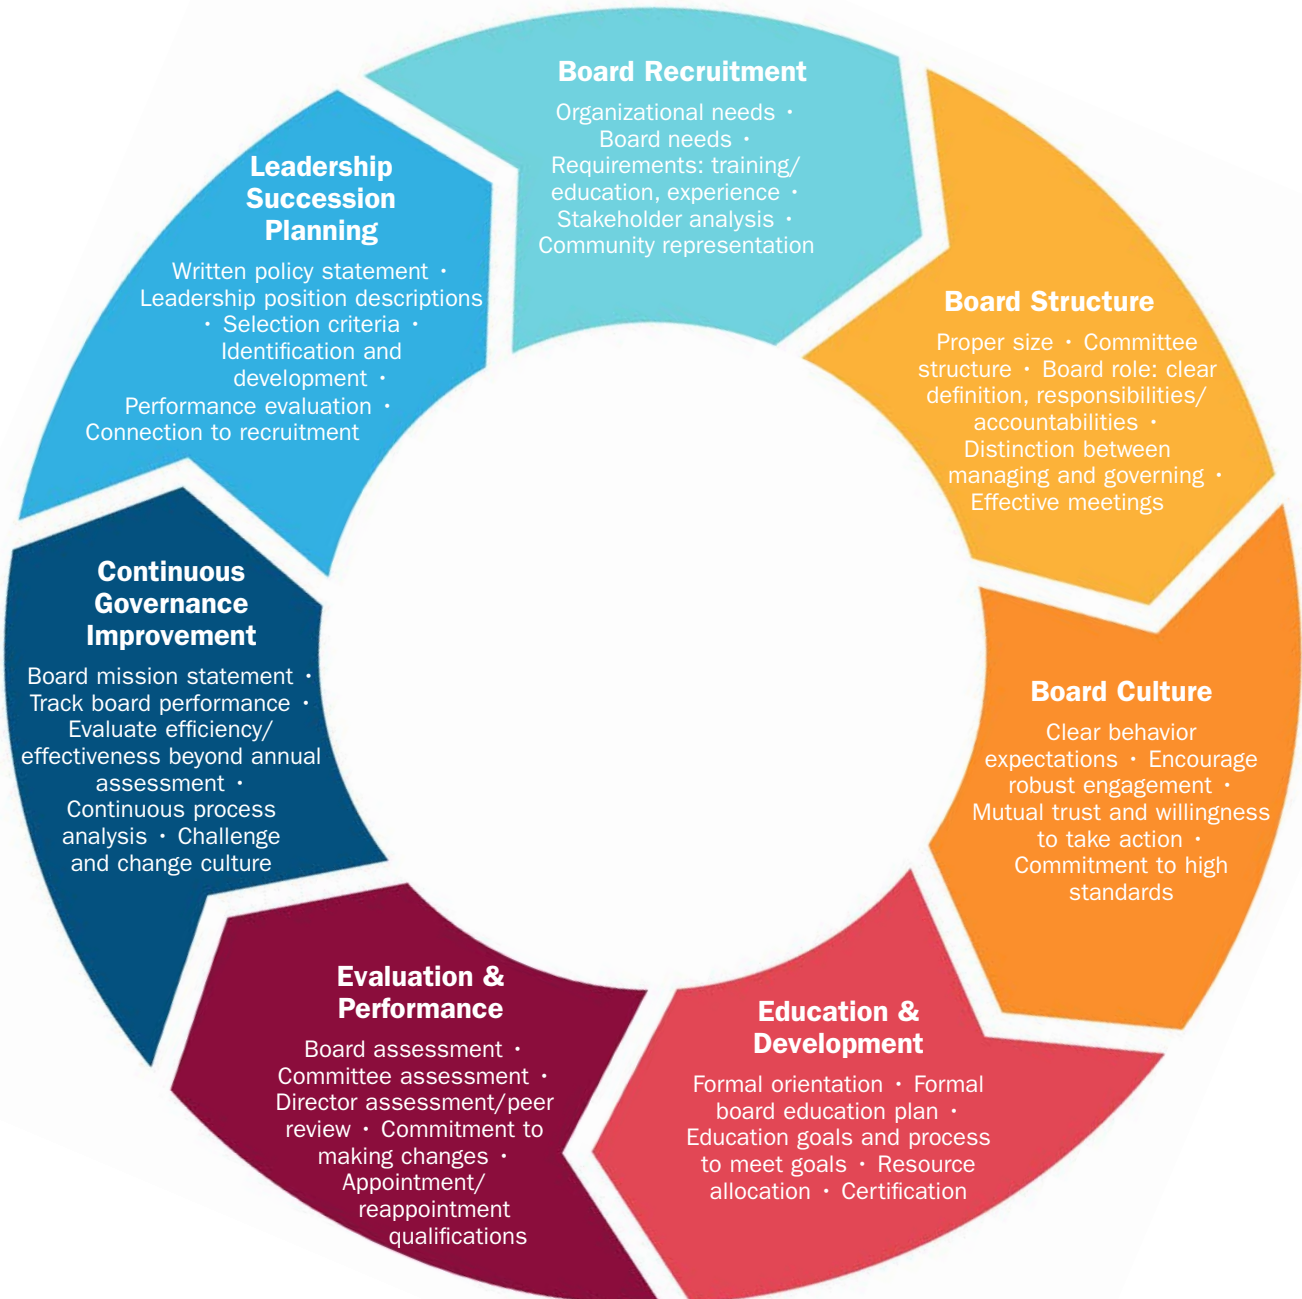 Board Recruitment
Organizational needs •
Board needs •
Requirements: training/
education, experience •
Stakeholder analysis •
Community representation
Board Structure
Proper size • Committee
structure • Board role: clear
definition, responsibilities/
accountabilities •
Distinction between
managing and governing •
Effective meetings
Board Culture
Clear behavior
expectations • Encourage
robust engagement •
Mutual trust and willingness
to take action •
Commitment to high
standards
Education &
Development
Formal orientation • Formal
board education plan •
Education goals and process
to meet goals • Resource
allocation • Certification
Evaluation &
Performance
Board assessment •
Committee assessment •
Director assessment/peer
review • Commitment to
making changes •
Appointment/
reappointment
qualifications
Continuous
Governance
Improvement
Board mission statement •
Track board performance •
Evaluate efficiency/
effectiveness beyond annual
assessment •
Continuous process
analysis • Challenge
and change culture
Leadership
Succession
Planning
Written policy statement •
Leadership position descriptions
• Selection criteria •
Identification and
development •
Performance evaluation •
Connection to recruitment